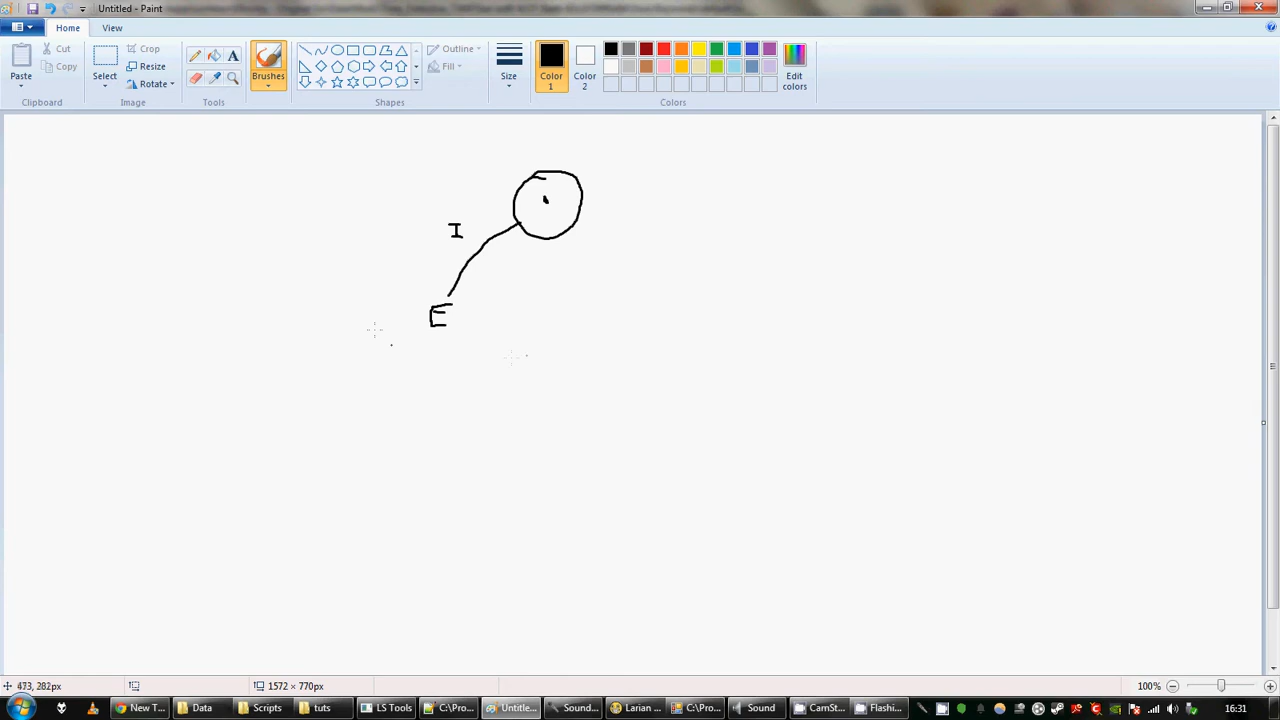 Untitled - Paint
Home View
Paste Cut Copy Select Crop Resize Rotate Brushes Outline Fill Size Color 1 Color 2 Edit colors
Clipboard Image Tools Shapes Colors
I
E
473, 282px 1572 × 770px 100%
New T... Data Scripts tuts LS Tools C:\Pro... Untitle... Sound... Larian ... C:\Pro... Sound CamSt... Flashi... 16:31